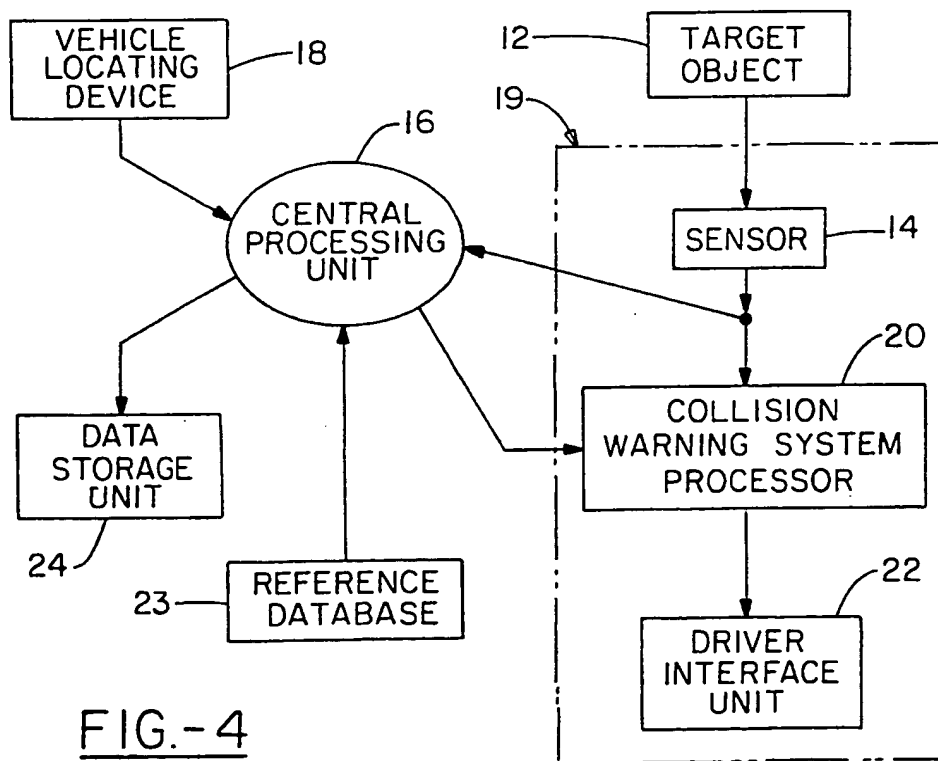 VEHICLE
LOCATING
DEVICE
18
12
TARGET
OBJECT
19
16
CENTRAL
PROCESSING
UNIT
SENSOR
14
20
COLLISION
WARNING SYSTEM
PROCESSOR
DATA
STORAGE
UNIT
24
23
REFERENCE
DATABASE
22
DRIVER
INTERFACE
UNIT
FIG.-4